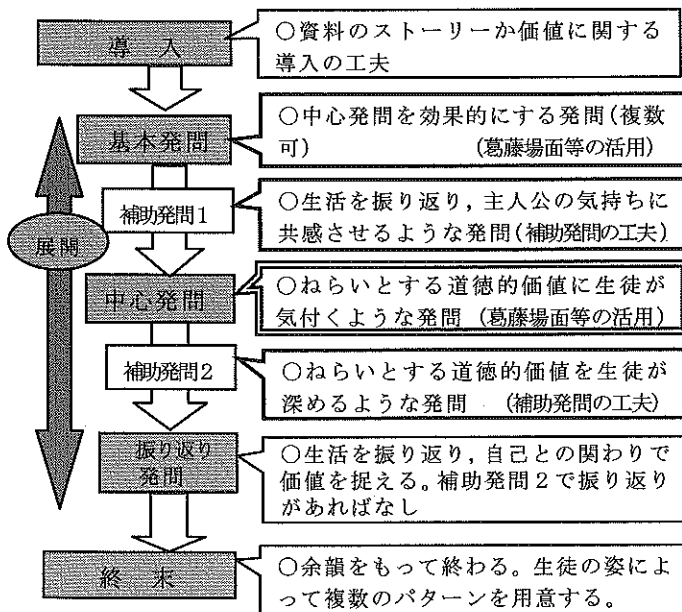 導　入
○資料のストーリーか価値に関する
導入の工夫
基本発問
○中心発問を効果的にする発問(複数
可)　　　　　　　(葛藤場面等の活用)
補助発問1
○生活を振り返り，主人公の気持ちに
共感させるような発問(補助発問の工夫)
展開
中心発問
○ねらいとする道徳的価値に生徒が
気付くような発問　(葛藤場面等の活用)
補助発問2
○ねらいとする道徳的価値を生徒が
深めるような発問　(補助発問の工夫)
振り返り
発問
○生活を振り返り，自己との関わりで
価値を捉える。補助発問2で振り返り
があればなし
終　末
○余韻をもって終わる。生徒の姿によ
って複数のパターンを用意する。